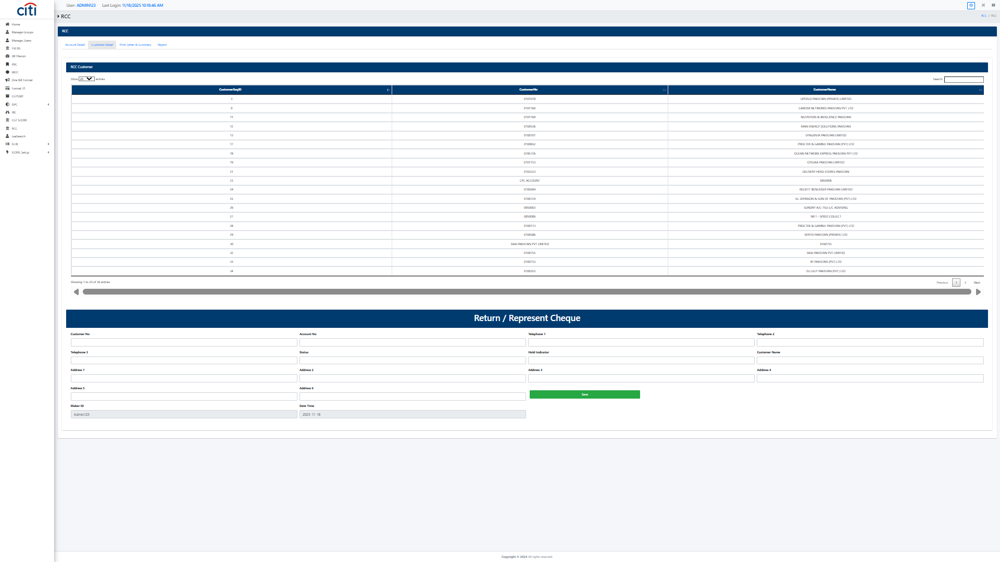 citi
User: ADMIN123 Last Login: 11/18/2025 10:18:46 AM
RCC
RCC / RCC
Home
Manage Groups
Manage_Users
FXCRS
IBFTRecon
PRC
WHT
One Bill Format
Format 31
CGTSSBT
DPC
IBC
CGT SCORE
RCC
LeaSearch
ECIB
ICORE_Setup
RCC
Account Detail Customer Detail Print Letter & Summary Report
RCC Customer
Show 20 entries Search:
CustomerSeqID CustomerNo CustomerName
3 0101078 UPFIELD PAKISTAN (PRIVATE) LIMITED
9 0101160 CAREEM NETWORKS PAKISTAN PVT. LTD
11 0101169 NUTRITION & BIOSCIENCE PAKISTAN
12 0100536 MAN ENERGY SOLUTIONS PAKISTAN
13 0100101 SYNGENTA PAKISTAN LIMITED
17 0100652 PROCTER & GAMBLE PAKISTAN (PVT) LTD
18 0785726 OCEAN NETWORK EXPRESS PAKISTAN PVT LTD
19 0101153 OTSUKA PAKISTAN LIMITED
21 0103223 DELIVERY HERO STORES PAKISTAN
23 CPC ACCOUNT 0850006
24 0785694 RECKITT BENCKISER PAKISTAN LIMITED
25 0100724 SC JOHNSON & SON OF PAKISTAN (PVT) LTD
26 0850003 SUNDRY A/C-TSU-L/C ADVISING
27 0850006 NIFT - SPEED COLLECT
28 0100113 PROCTER & GAMBLE PAKISTAN (PVT) LTD
29 0100586 VERTIV PAKISTAN (PRIVATE) LTD
30 SIKA PAKISTAN PVT LIMITED 0100755
32 0100755 SIKA PAKISTAN PVT LIMITED
33 0100753 BT PAKISTAN (PVT) LTD
34 0100353 ELI LILLY PAKISTAN (PVT) LTD
Showing 1 to 20 of 36 entries Previous 1 2 Next
Return / Represent Cheque
Customer No Account No Telephone 1 Telephone 2
Telephone 3 Status Hold Indicator Customer Name
Address 1 Address 2 Address 3 Address 4
Address 5 Address 6
Save
Maker ID Date Time
Admin123 2025-11-18
Copyright © 2024 All rights reserved.